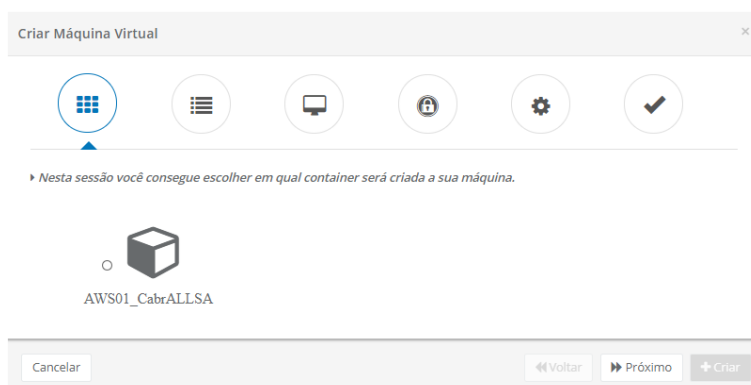 Criar Máquina Virtual
Nesta sessão você consegue escolher em qual container será criada a sua máquina.
AWS01_CabrALLSA
Cancelar
Voltar
Próximo
Criar